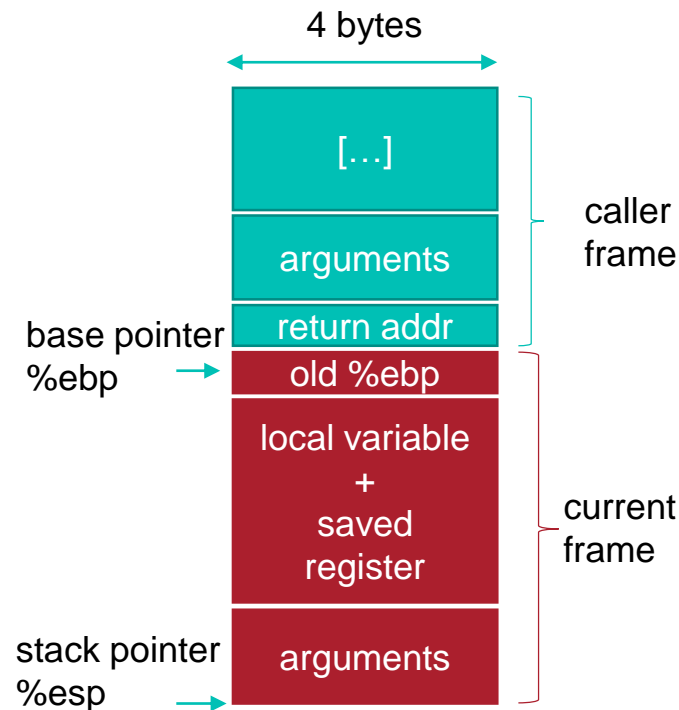 4 bytes
[…]
arguments
return addr
caller
frame
base pointer
%ebp
old %ebp
local variable
+
saved
register
current
frame
arguments
stack pointer
%esp